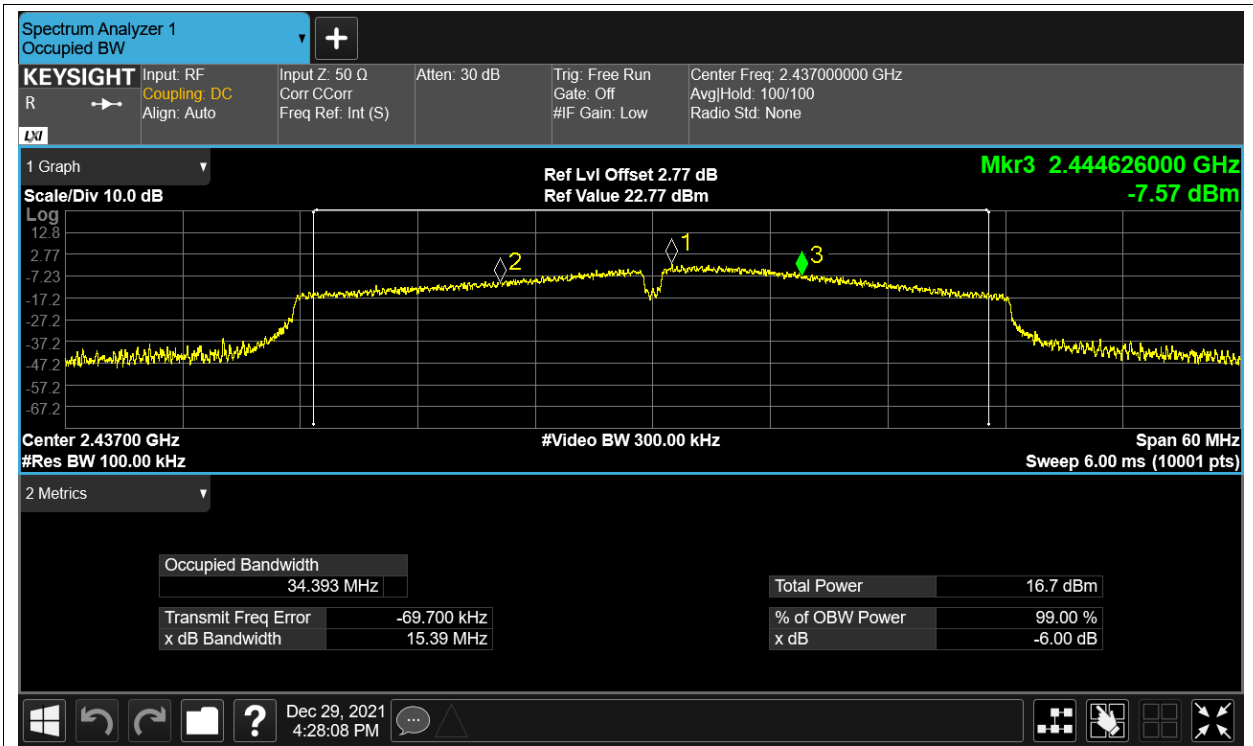 Spectrum Analyzer 1
Occupied BW
KEYSIGHT
R
LXI
Input: RF
Coupling: DC
Align: Auto
Input Z: 50 Ω
Corr CCorr
Freq Ref: Int (S)
Atten: 30 dB
Trig: Free Run
Gate: Off
#IF Gain: Low
Center Freq: 2.437000000 GHz
Avg|Hold: 100/100
Radio Std: None
1 Graph
Scale/Div 10.0 dB
Ref Lvl Offset 2.77 dB
Ref Value 22.77 dBm
Mkr3 2.444626000 GHz
-7.57 dBm
Log
12.8
2.77
-7.23
-17.2
-27.2
-37.2
-47.2
-57.2
-67.2
2
1
3
Center 2.43700 GHz
#Video BW 300.00 kHz
Span 60 MHz
#Res BW 100.00 kHz
Sweep 6.00 ms (10001 pts)
2 Metrics
Occupied Bandwidth
34.393 MHz
Total Power 16.7 dBm
Transmit Freq Error -69.700 kHz
% of OBW Power 99.00 %
x dB Bandwidth 15.39 MHz
x dB -6.00 dB
?
Dec 29, 2021
4:28:08 PM